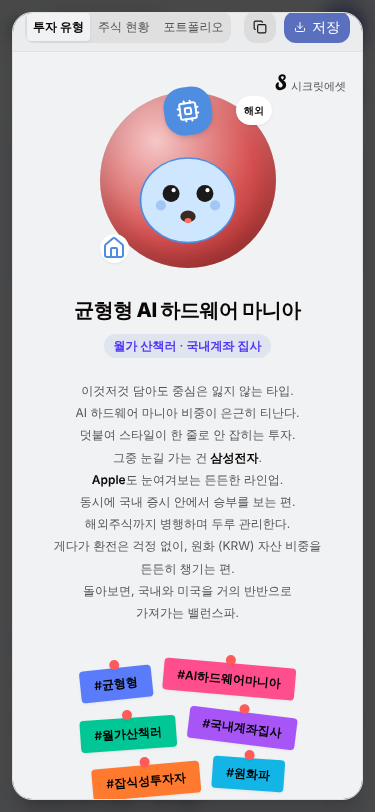 투자 유형 주식 현황 포트폴리오 저장
시크릿에셋
해외
균형형 AI 하드웨어 마니아
월가 산책러 · 국내계좌 집사
이것저것 담아도 중심은 잃지 않는 타입.
AI 하드웨어 마니아 비중이 은근히 티난다.
덧붙여 스타일이 한 줄로 안 잡히는 투자.
그중 눈길 가는 건 삼성전자.
Apple도 눈여겨보는 든든한 라인업.
동시에 국내 증시 안에서 승부를 보는 편.
해외주식까지 병행하며 두루 관리한다.
게다가 환전은 걱정 없이, 원화 (KRW) 자산 비중을
든든히 챙기는 편.
돌아보면, 국내와 미국을 거의 반반으로
가져가는 밸런스파.
#균형형 #AI하드웨어마니아
#월가산책러 #국내계좌집사
#잡식성투자자 #원화파